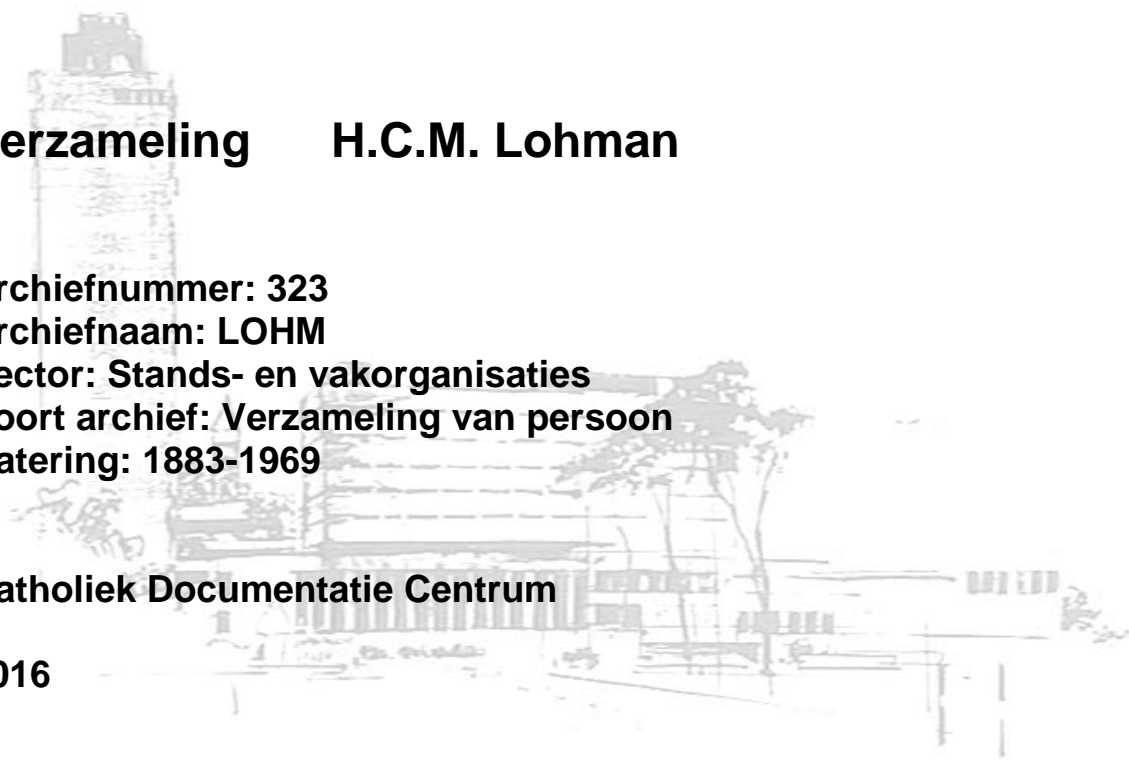 erzameling H.C.M. Lohman
rchiefnummer: 323
rchiefnaam: LOHM
ector: Stands- en vakorganisaties
oort archief: Verzameling van persoon
atering: 1883-1969
atholiek Documentatie Centrum
016